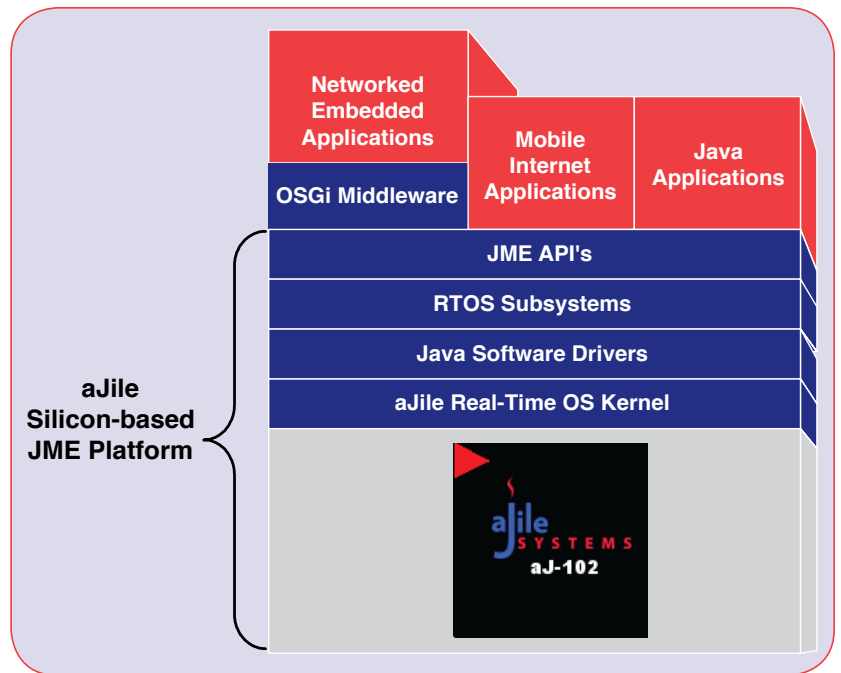 Networked
Embedded
Applications
Mobile
Internet
Applications
Java
Applications
OSGi Middleware
JME API's
RTOS Subsystems
Java Software Drivers
aJile Real-Time OS Kernel
aJile
Silicon-based
JME Platform
aJile
SYSTEMS
aJ-102